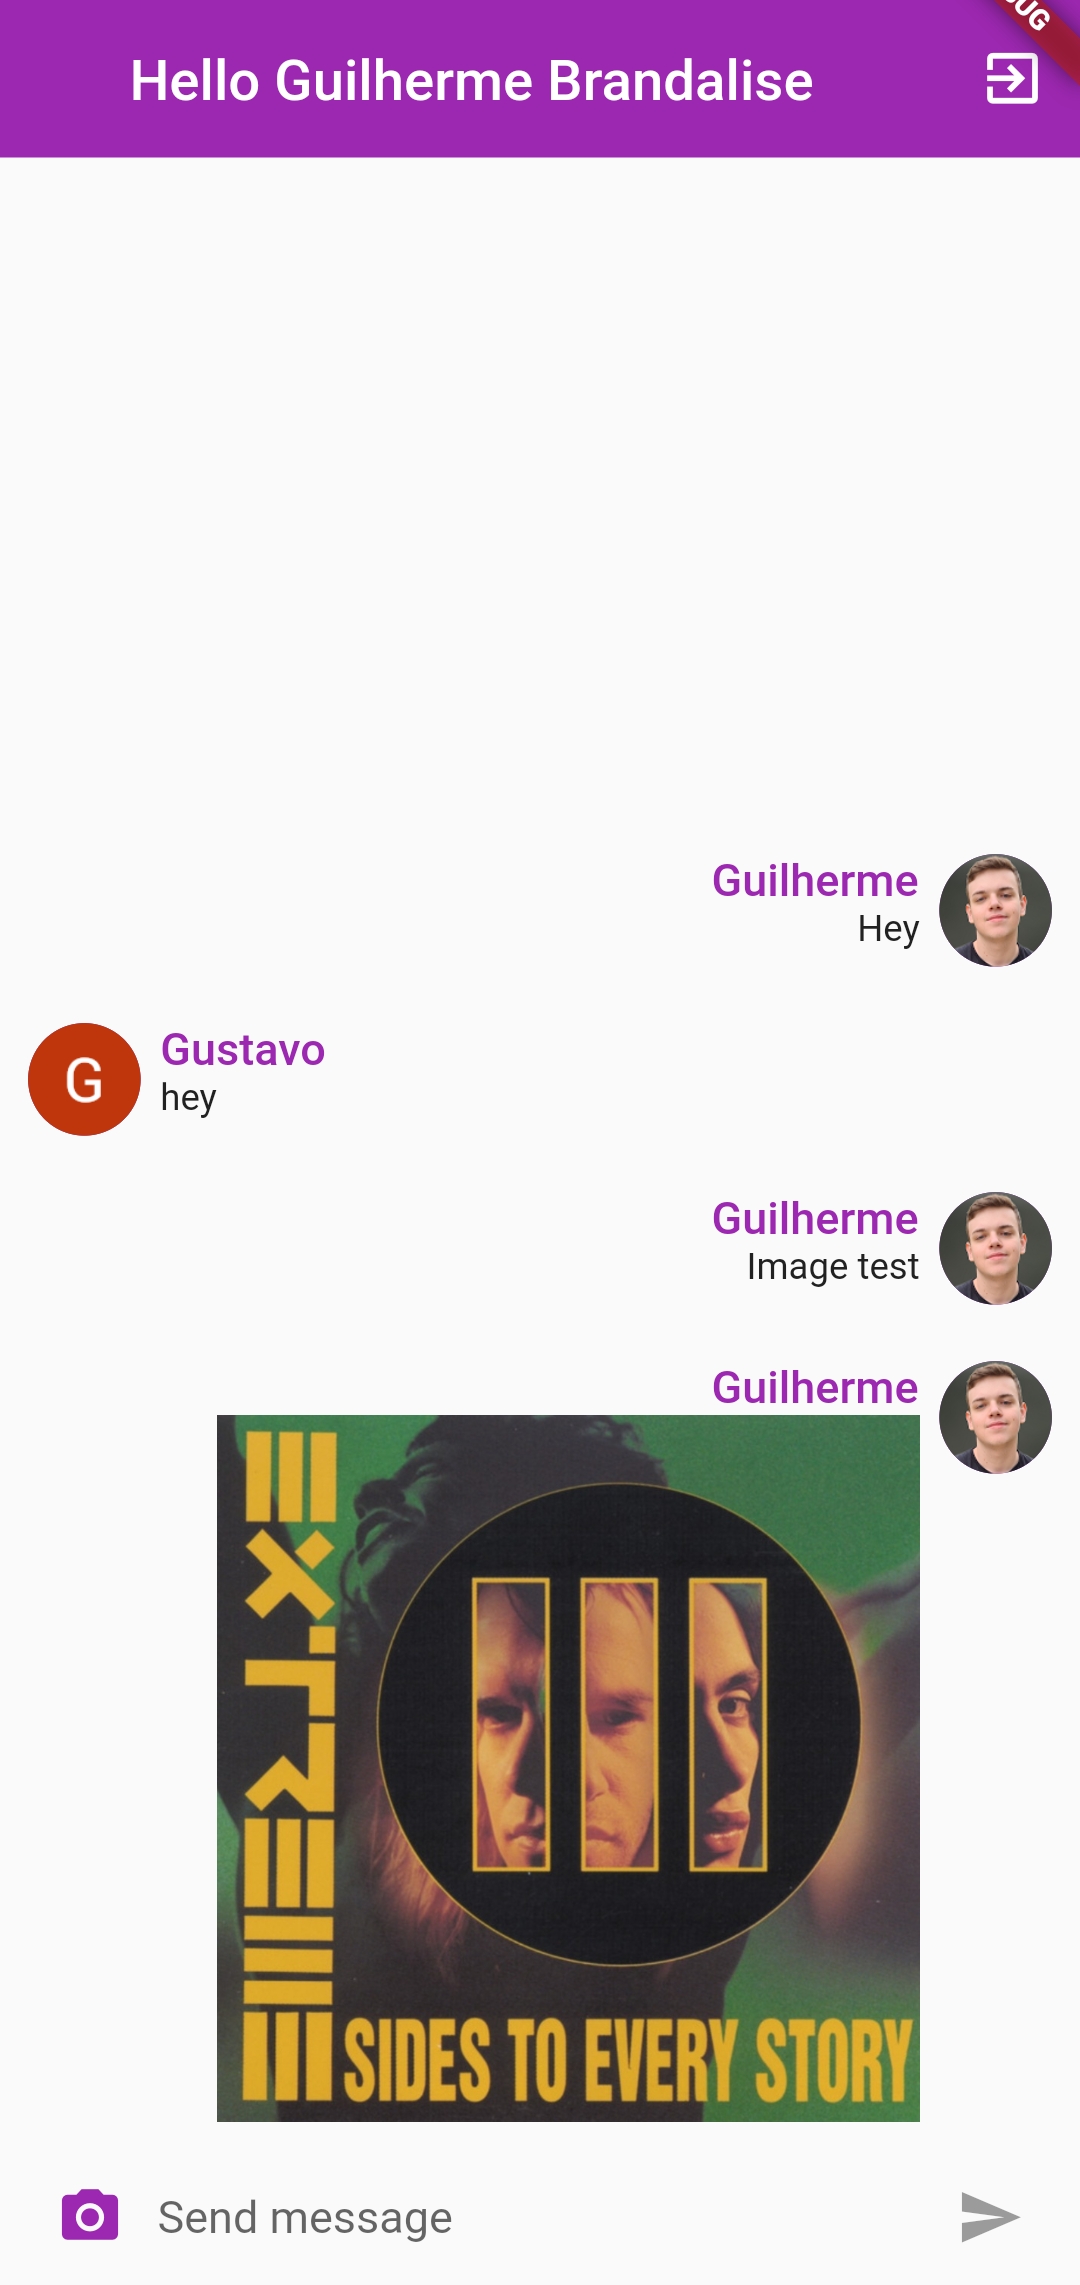 Hello Guilherme Brandalise
Guilherme
Hey
G
Gustavo
hey
Guilherme
Image test
Guilherme
EXTREME
III
SIDES TO EVERY STORY
Send message